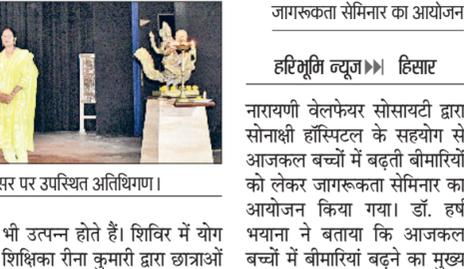 सर पर उपस्थित अतिथिगण।
भी उत्पन्न होते हैं। शिविर में योग
शिक्षिका रीना कुमारी द्वारा छात्राओं
जागरूकता सेमिनार का आयोजन
हरिभूमि न्यूज हिसार
नारायणी वेलफेयर सोसायटी द्वारा
सोनाक्षी हॉस्पिटल के सहयोग से
आजकल बच्चों में बढ़ती बीमारियों
को लेकर जागरूकता सेमिनार का
आयोजन किया गया। डॉ. हर्ष
भयाना ने बताया कि आजकल
बच्चों में बीमारियां बढ़ने का मुख्य